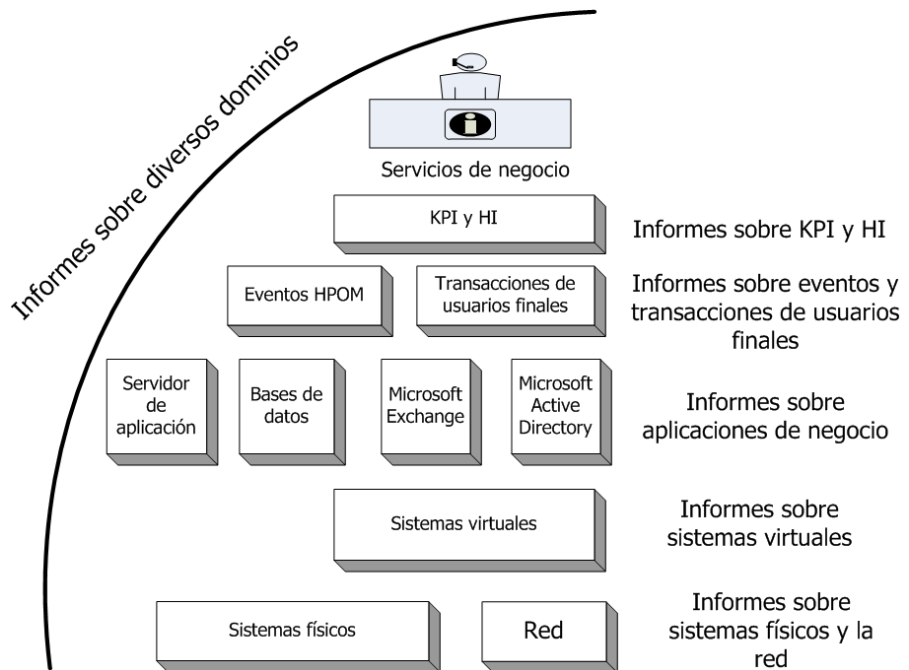 Informes sobre diversos dominios
Servicios de negocio
KPI y HI
Informes sobre KPI y HI
Eventos HPOM
Transacciones de
usuarios finales
Informes sobre eventos y
transacciones de usuarios
finales
Servidor
de
aplicación
Bases de
datos
Microsoft
Exchange
Microsoft
Active
Directory
Informes sobre
aplicaciones de negocio
Sistemas virtuales
Informes sobre
sistemas virtuales
Sistemas físicos
Red
Informes sobre
sistemas físicos y la
red